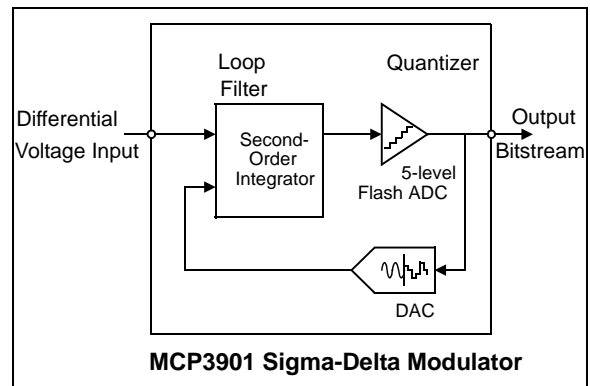 Loop
Filter
Quantizer
Differential
Voltage Input
Second-
Order
Integrator
5-level
Flash ADC
Output
Bitstream
DAC
MCP3901 Sigma-Delta Modulator